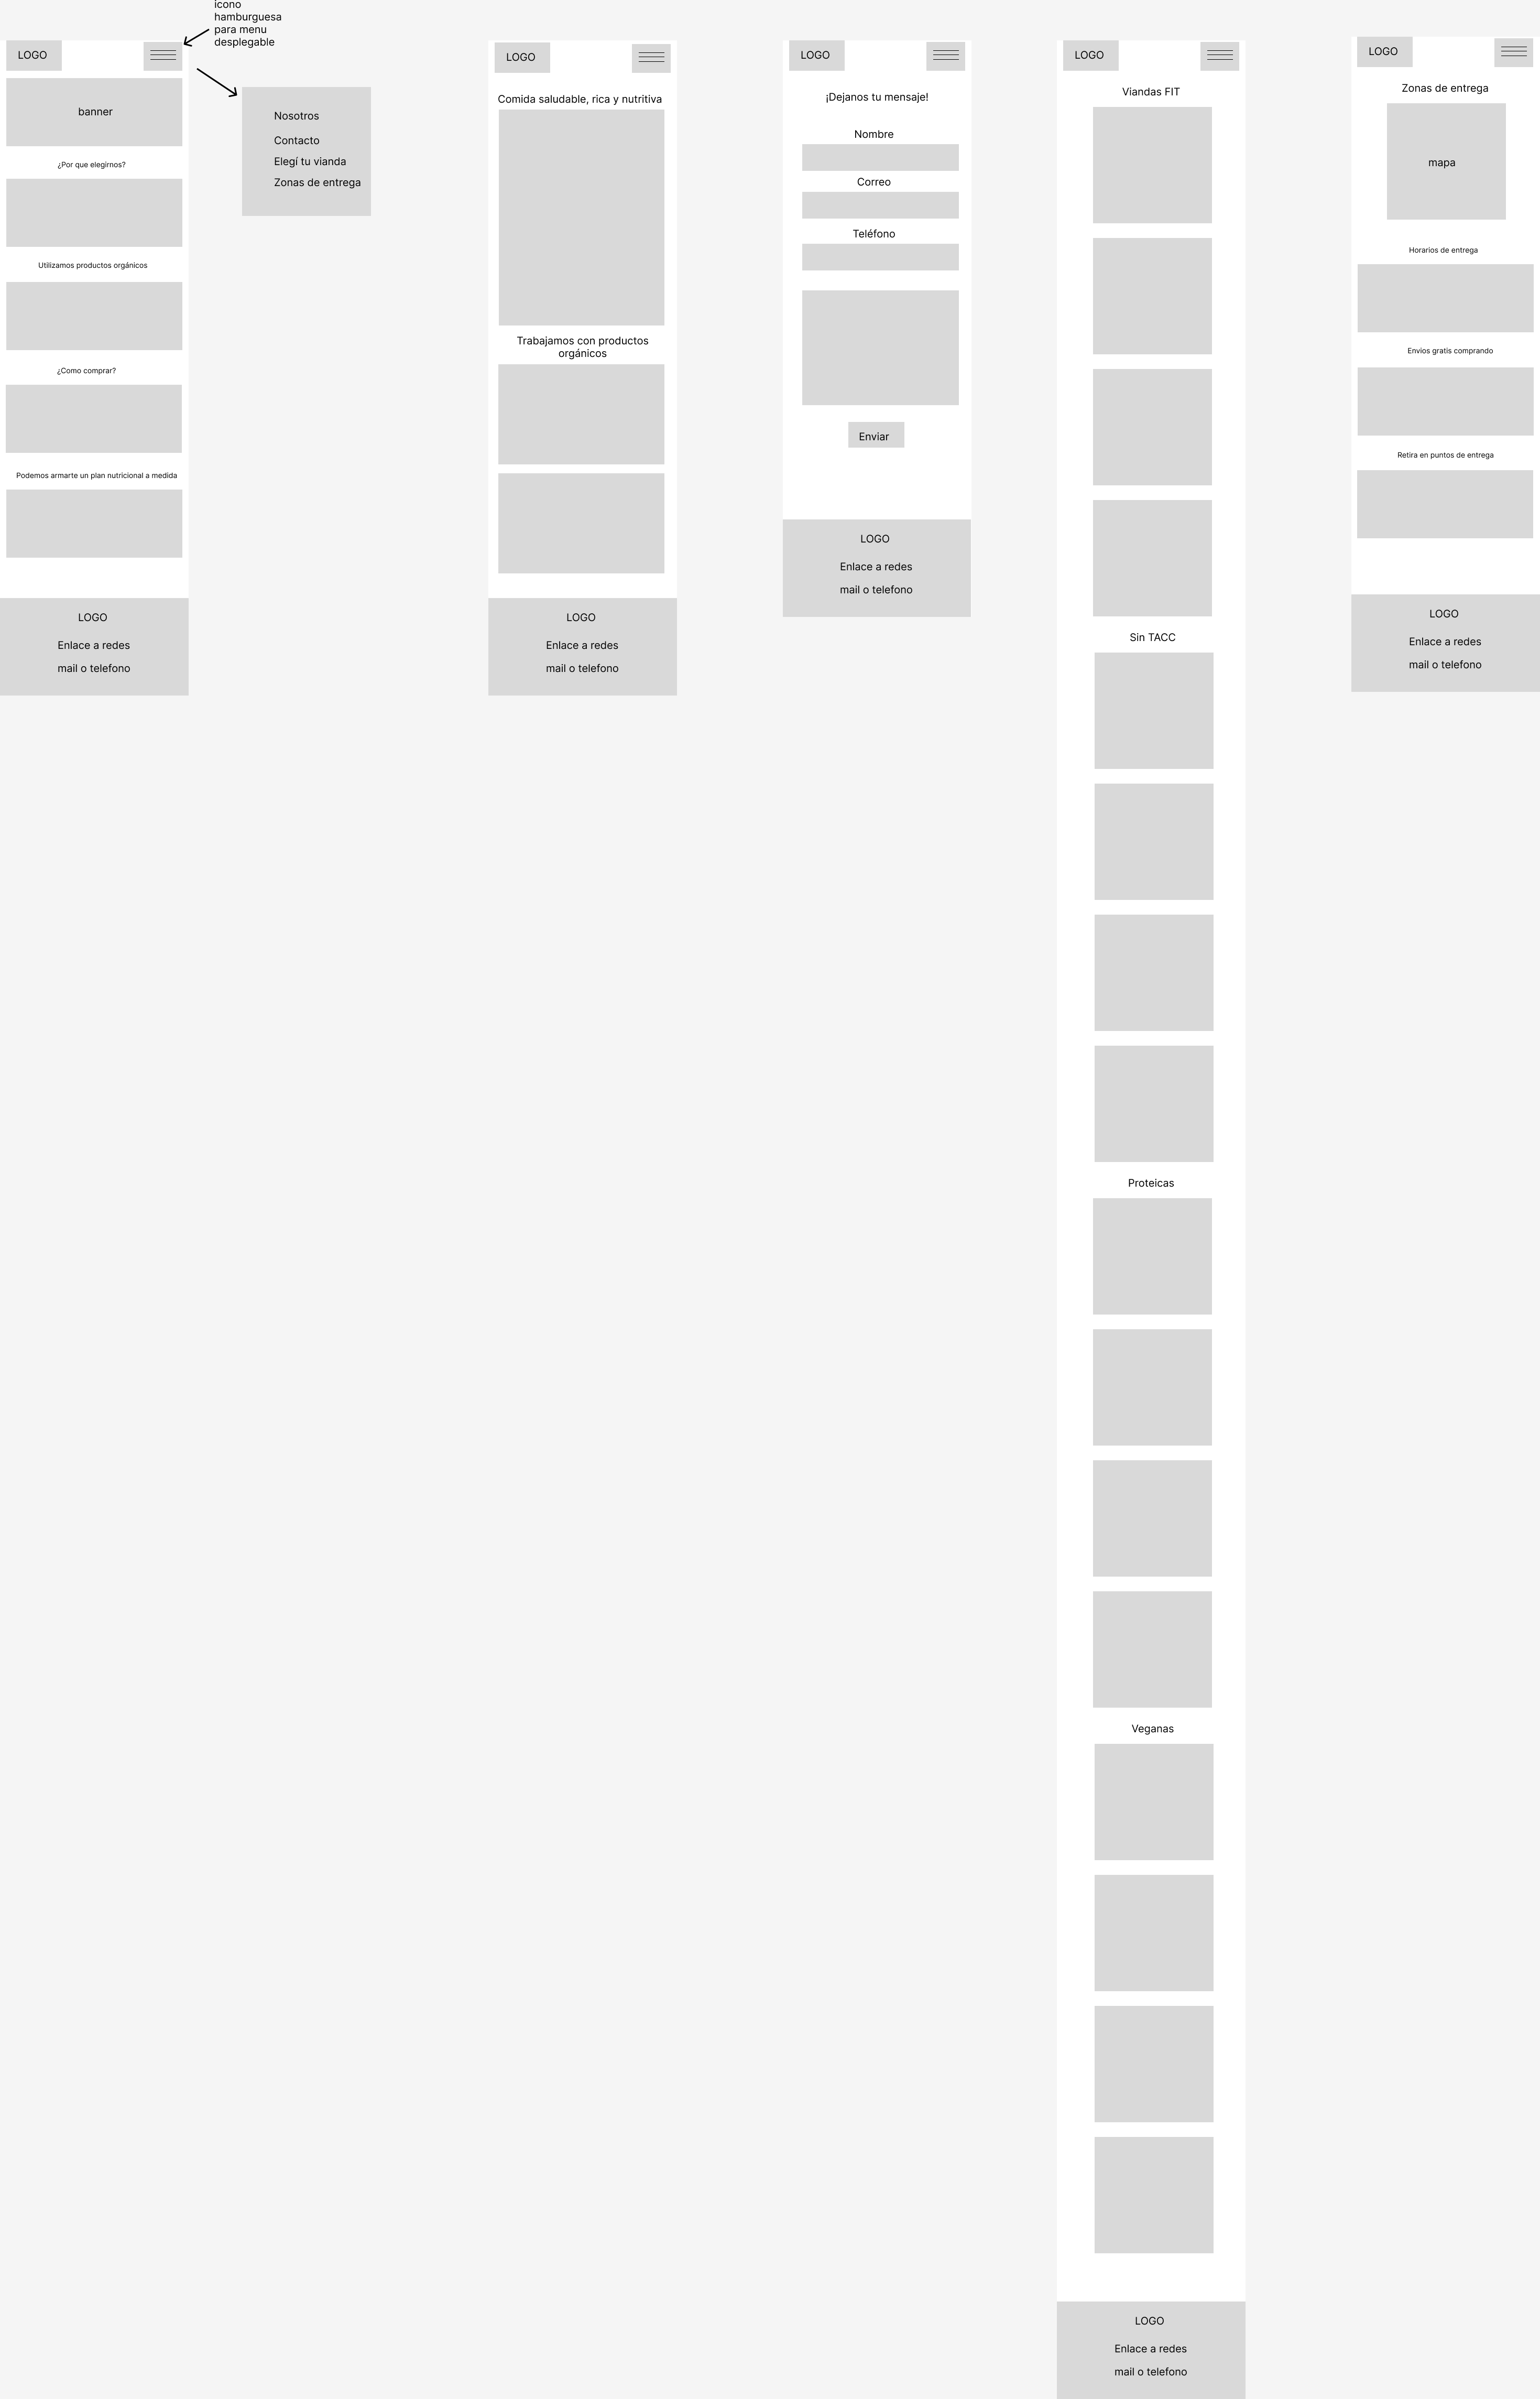 icono
hamburguesa
para menu
desplegable
LOGO
banner
¿Por que elegirnos?
Utilizamos productos orgánicos
¿Como comprar?
Podemos armarte un plan nutricional a medida
LOGO
Enlace a redes
mail o telefono
Nosotros
Contacto
Elegí tu vianda
Zonas de entrega
LOGO
Comida saludable, rica y nutritiva
Trabajamos con productos
orgánicos
LOGO
Enlace a redes
mail o telefono
LOGO
¡Dejanos tu mensaje!
Nombre
Correo
Teléfono
Enviar
LOGO
Enlace a redes
mail o telefono
LOGO
Viandas FIT
Sin TACC
Proteicas
Veganas
LOGO
Enlace a redes
mail o telefono
LOGO
Zonas de entrega
mapa
Horarios de entrega
Envios gratis comprando
Retira en puntos de entrega
LOGO
Enlace a redes
mail o telefono